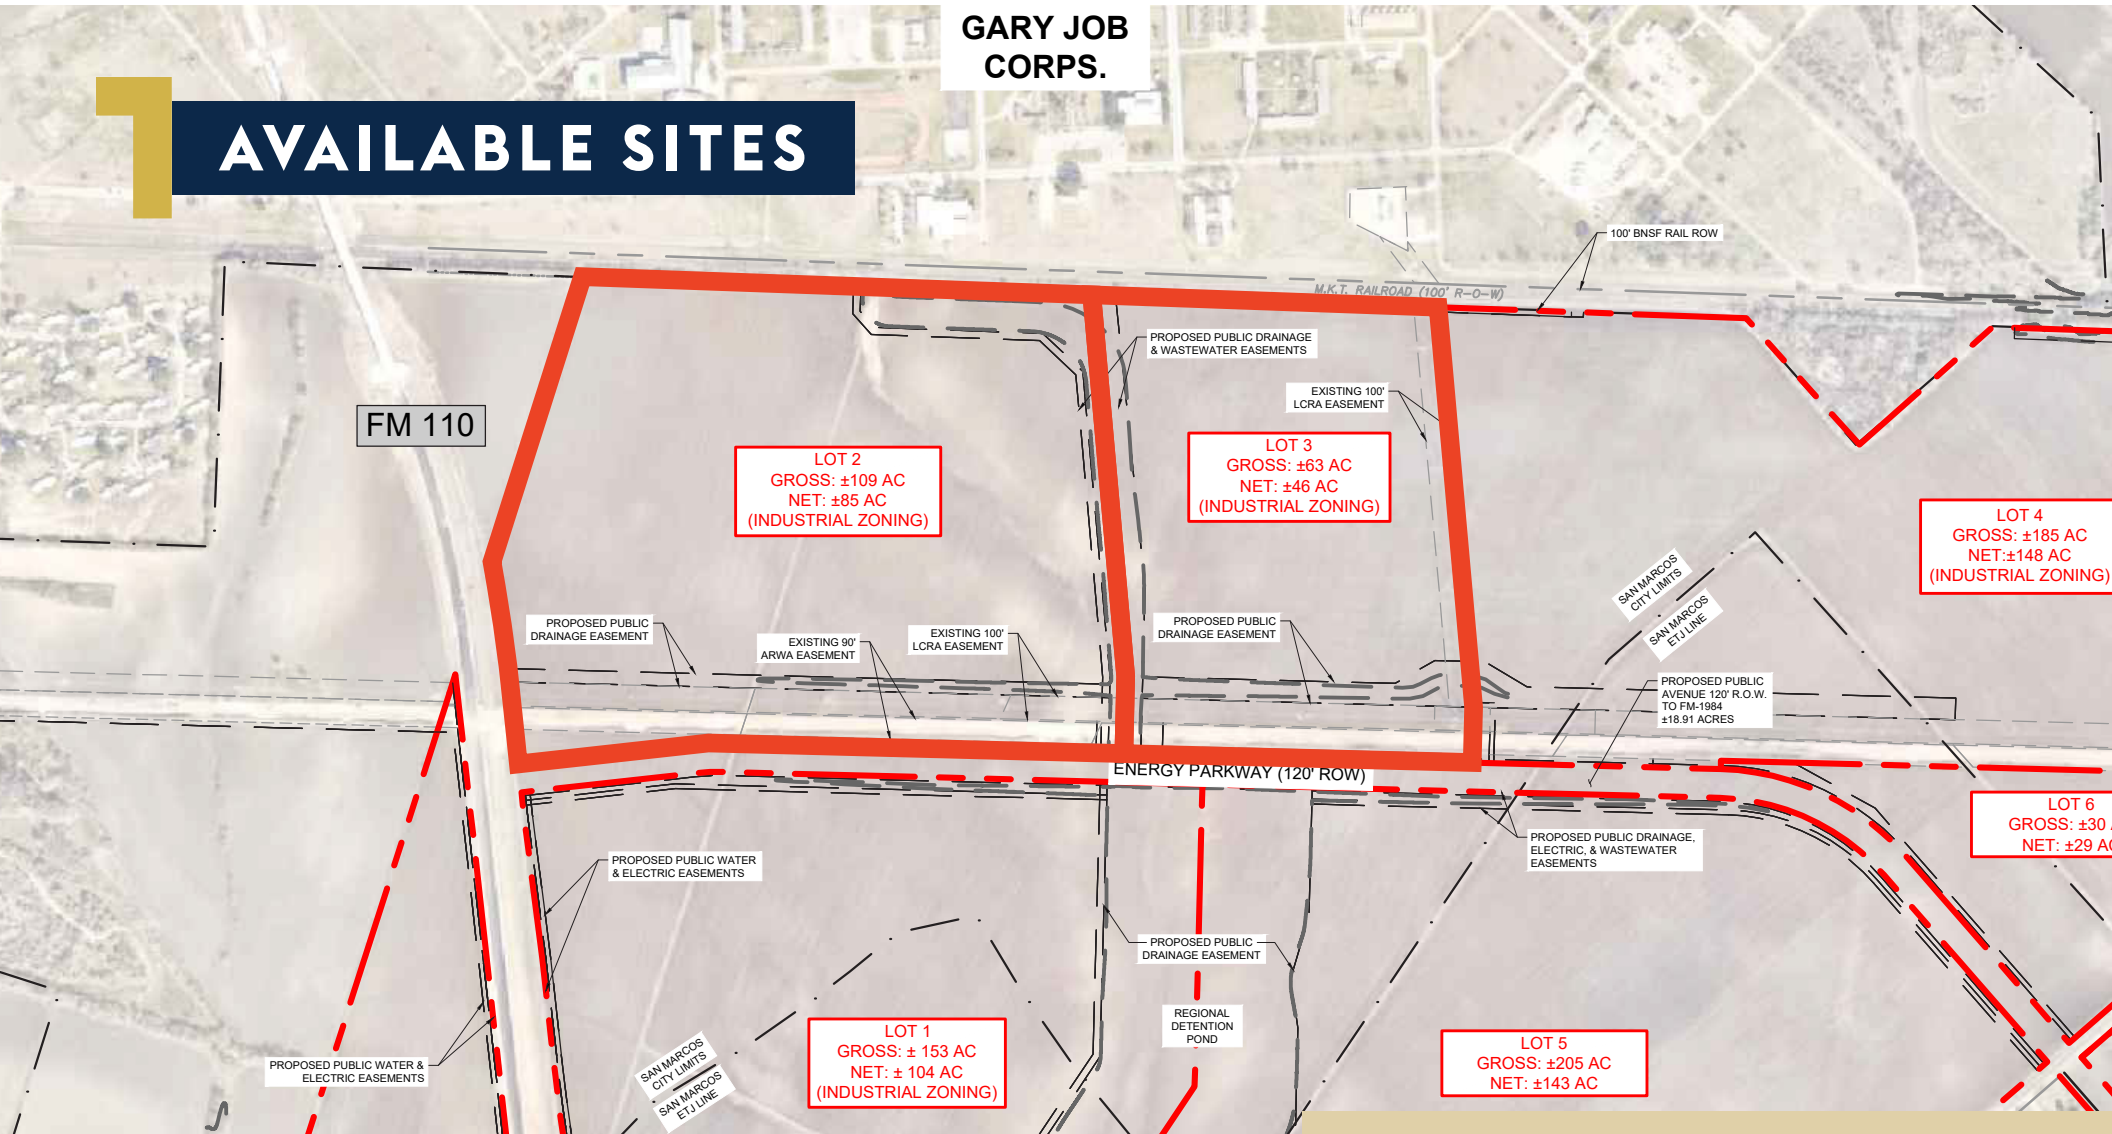 GARY JOB
CORPS.
AVAILABLE SITES
100' BNSF RAIL ROW
M.K.T. RAILROAD (100' R-O-W)
PROPOSED PUBLIC DRAINAGE
& WASTEWATER EASEMENTS
EXISTING 100'
LCRA EASEMENT
FM 110
LOT 2
GROSS: ±109 AC
NET: ±85 AC
(INDUSTRIAL ZONING)
LOT 3
GROSS: ±63 AC
NET: ±46 AC
(INDUSTRIAL ZONING)
LOT 4
GROSS: ±185 AC
NET:±148 AC
(INDUSTRIAL ZONING)
SAN MARCOS
CITY LIMITS
SAN MARCOS
ETJ LINE
PROPOSED PUBLIC
DRAINAGE EASEMENT
EXISTING 90'
ARWA EASEMENT
EXISTING 100'
LCRA EASEMENT
PROPOSED PUBLIC
DRAINAGE EASEMENT
PROPOSED PUBLIC
AVENUE 120' R.O.W.
TO FM-1984
±18.91 ACRES
ENERGY PARKWAY (120' ROW)
LOT 6
GROSS: ±30
NET: ±29 AC
PROPOSED PUBLIC DRAINAGE,
ELECTRIC, & WASTEWATER
EASEMENTS
PROPOSED PUBLIC WATER
& ELECTRIC EASEMENTS
PROPOSED PUBLIC
DRAINAGE EASEMENT
REGIONAL
DETENTION
POND
LOT 1
GROSS: ± 153 AC
NET: ± 104 AC
(INDUSTRIAL ZONING)
LOT 5
GROSS: ±205 AC
NET: ±143 AC
SAN MARCOS
CITY LIMITS
SAN MARCOS
ETJ LINE
PROPOSED PUBLIC WATER &
ELECTRIC EASEMENTS